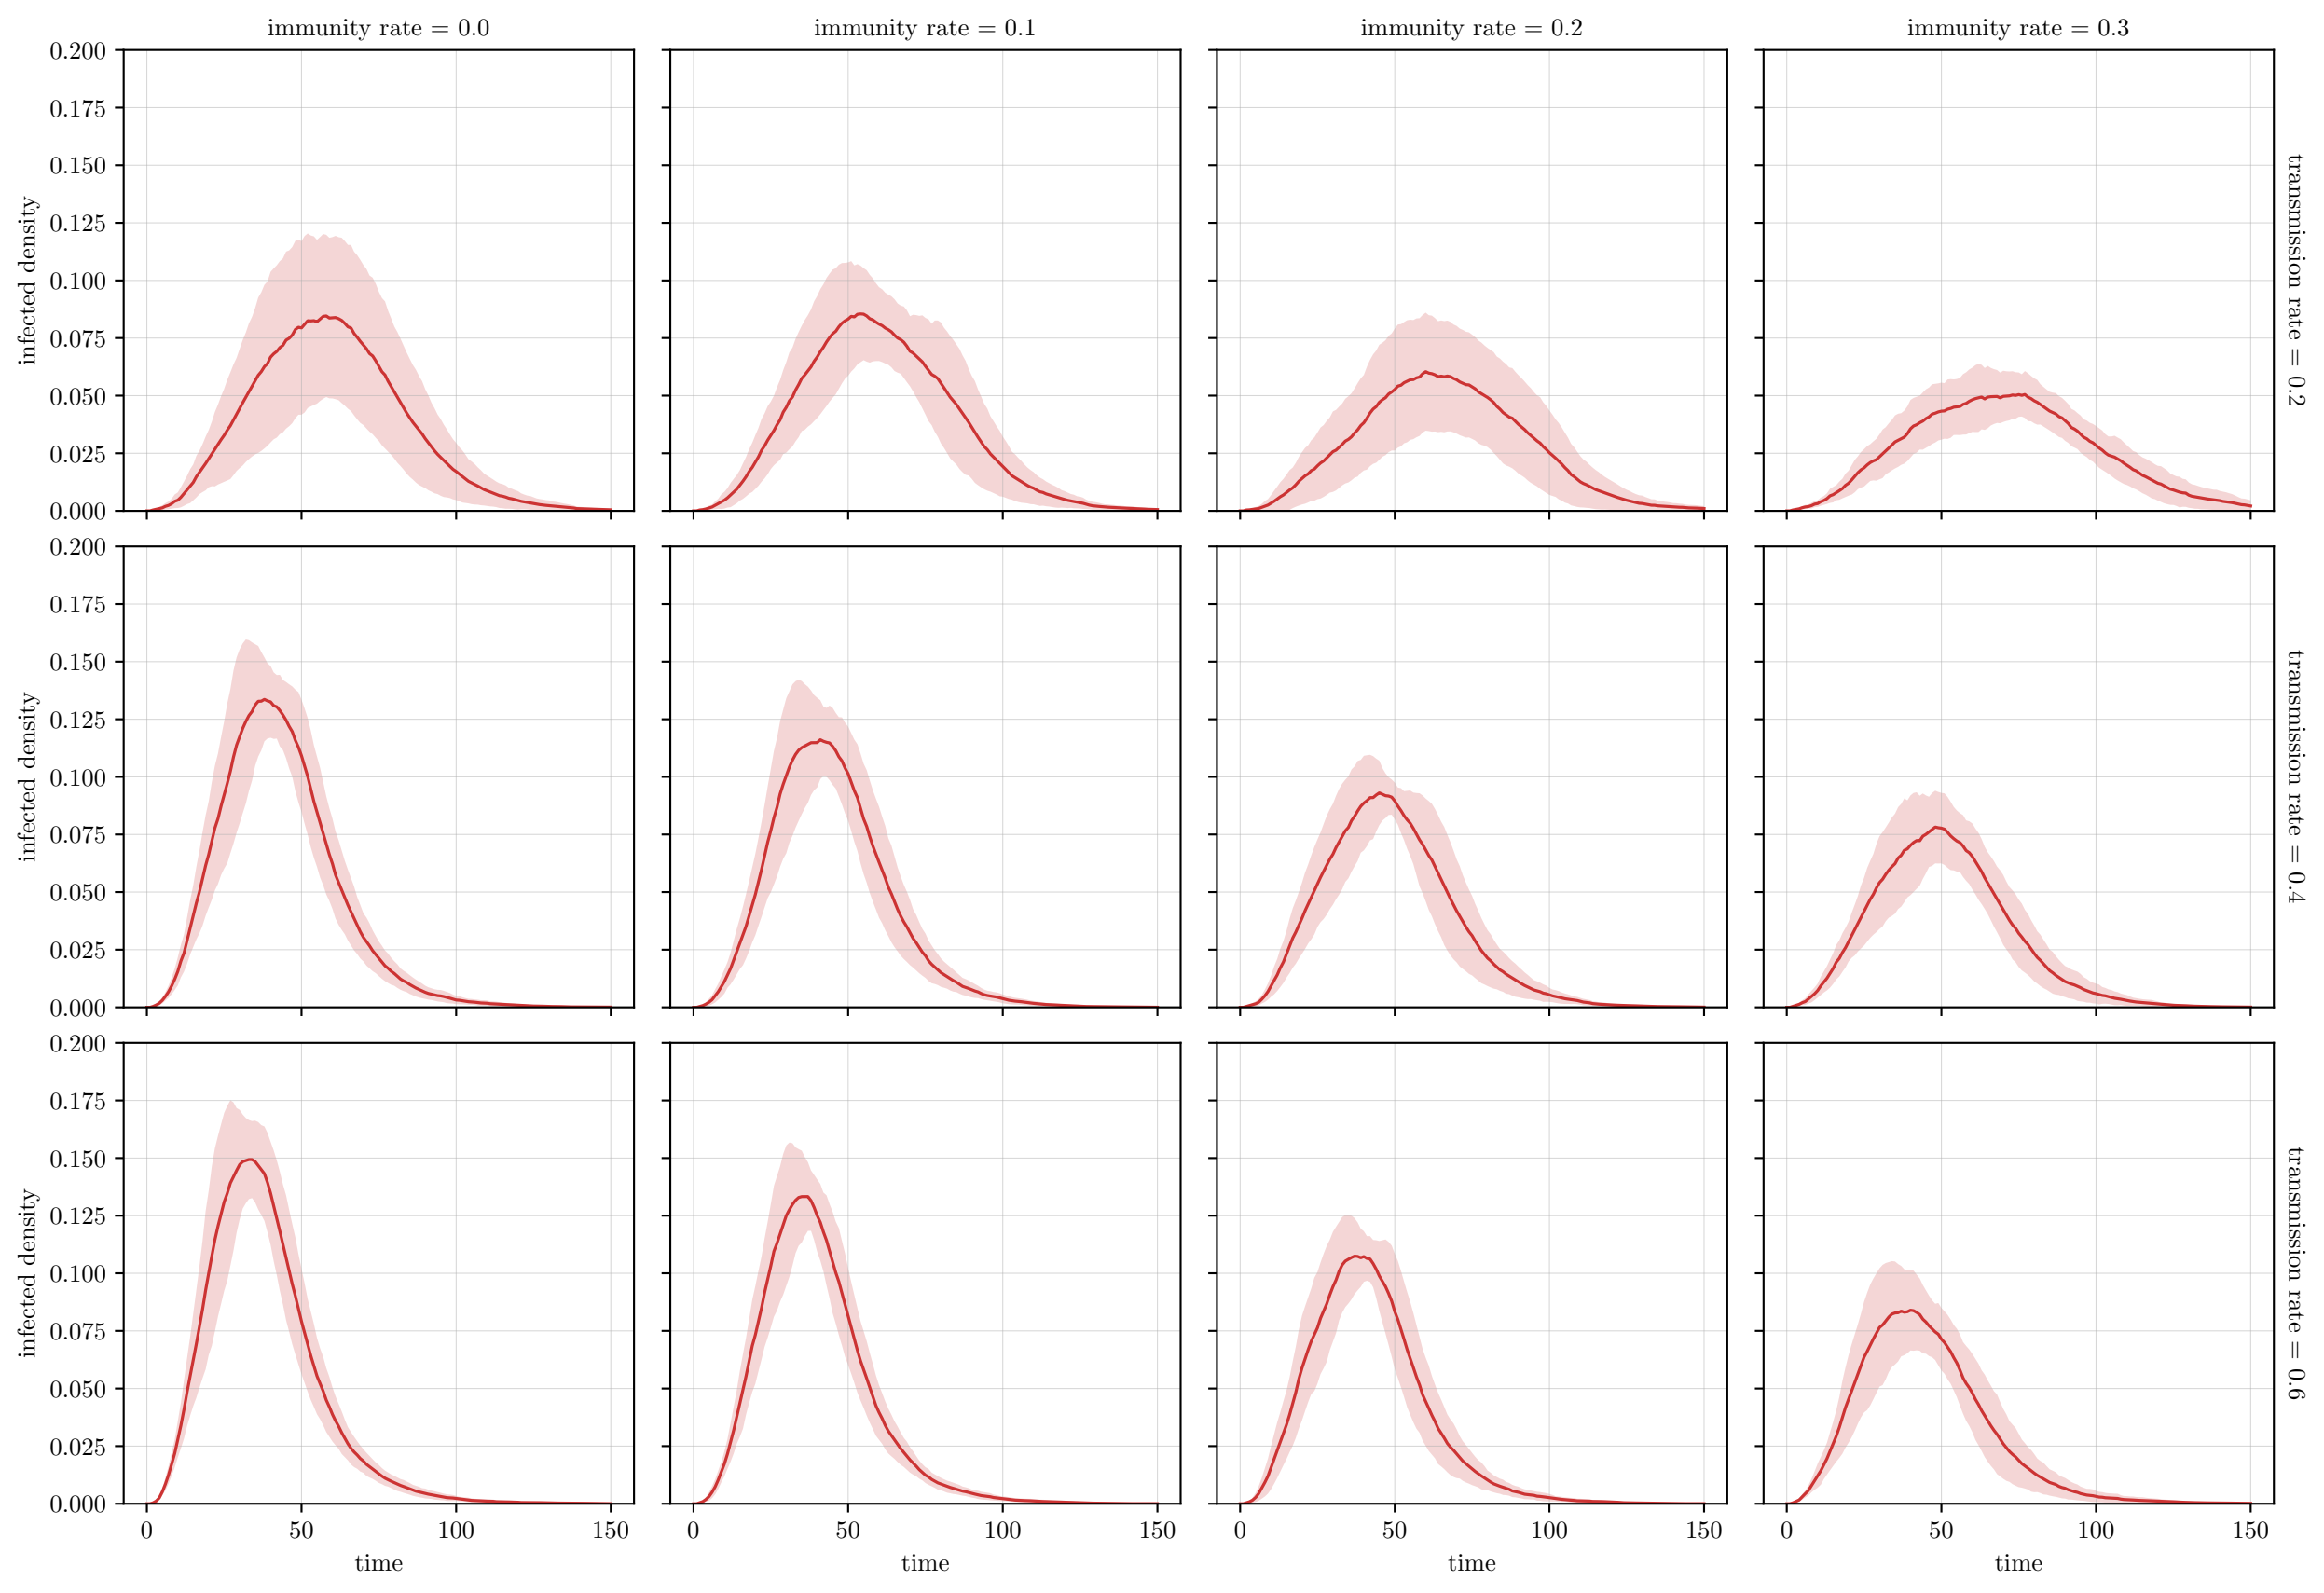 immunity rate = 0.0
immunity rate = 0.1
immunity rate = 0.2
immunity rate = 0.3
0.200
0.175
0.150
0.125
0.100
0.075
0.050
0.025
0.000
infected density
transmission rate = 0.2
0.200
0.175
0.150
0.125
0.100
0.075
0.050
0.025
0.000
infected density
transmission rate = 0.4
0.200
0.175
0.150
0.125
0.100
0.075
0.050
0.025
0.000
infected density
transmission rate = 0.6
0 50 100 150
0 50 100 150
0 50 100 150
0 50 100 150
time
time
time
time